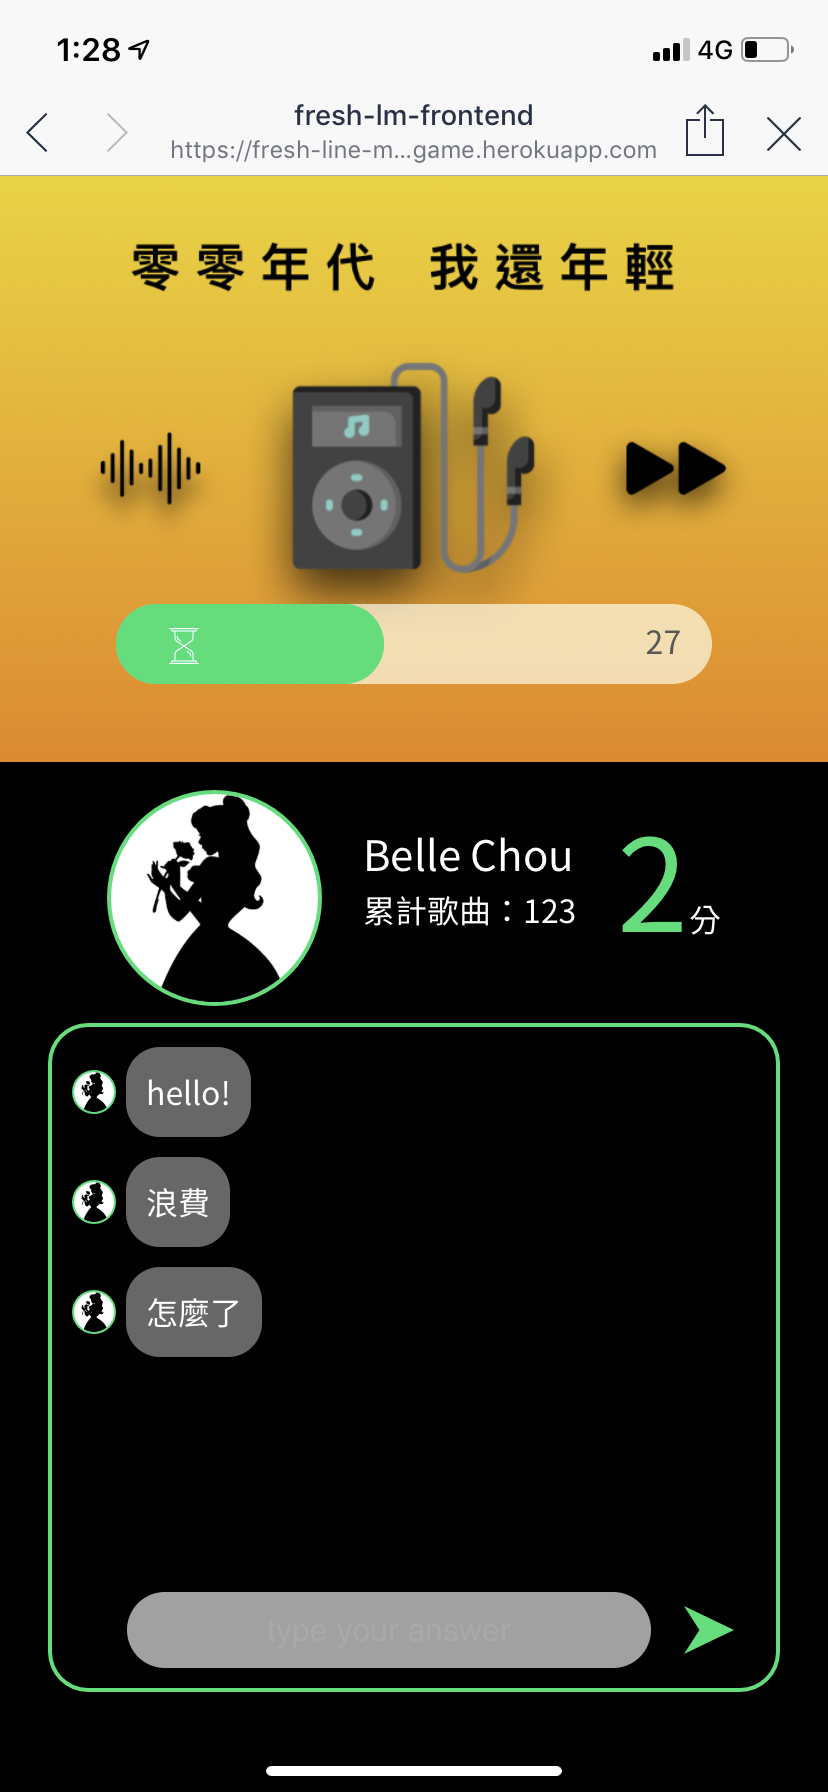 1:28
4G
fresh-lm-frontend
https://fresh-line-m...game.herokuapp.com
零零年代 我還年輕
27
Belle Chou
累計歌曲：123
2分
hello!
浪費
怎麼了
type your answer